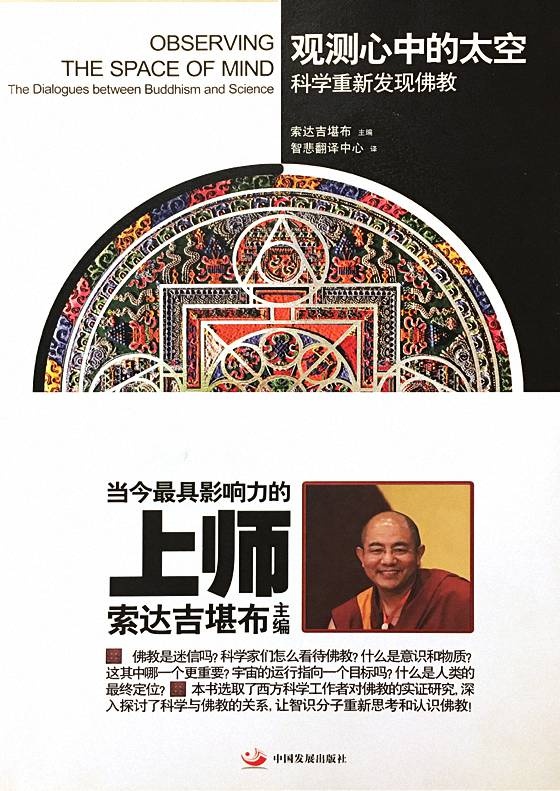 OBSERVING
THE SPACE OF MIND
The Dialogues between Buddhism and Science
观测心中的太空
科学重新发现佛教
索达吉堪布 主编
智悲翻译中心 译
当今最具影响力的
上师
索达吉堪布主编
佛教是迷信吗?科学家们怎么看待佛教?什么是意识和物质?
这其中哪一个更重要?宇宙的运行指向一个目标吗?什么是人类的
最终定位? 本书选取了西方科学工作者对佛教的实证研究,深
入探讨了科学与佛教的关系,让智识分子重新思考和认识佛教!
中国发展出版社